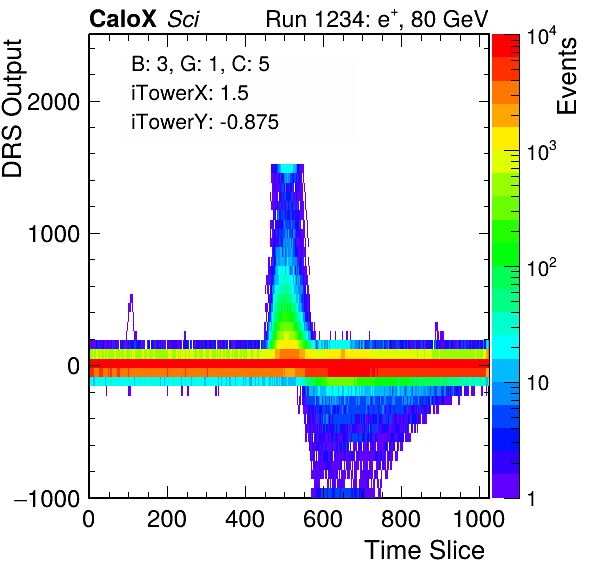 CaloX Sci Run 1234: e⁺, 80 GeV
B: 3, G: 1, C: 5
iTowerX: 1.5
iTowerY: -0.875
DRS Output
2000
1000
0
−1000
0 200 400 600 800 1000
Time Slice
Events
10⁴
10³
10²
10
1